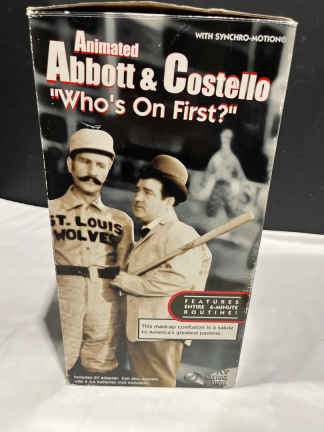 WITH SYNCHRO-MOTION®
Animated
Abbott & Costello
"Who's On First?"
ST. LOUIS
WOLVES
FEATURES
ENTIRE 6-MINUTE
ROUTINE!
This madcap confusion is a salute
to America's greatest pastime.